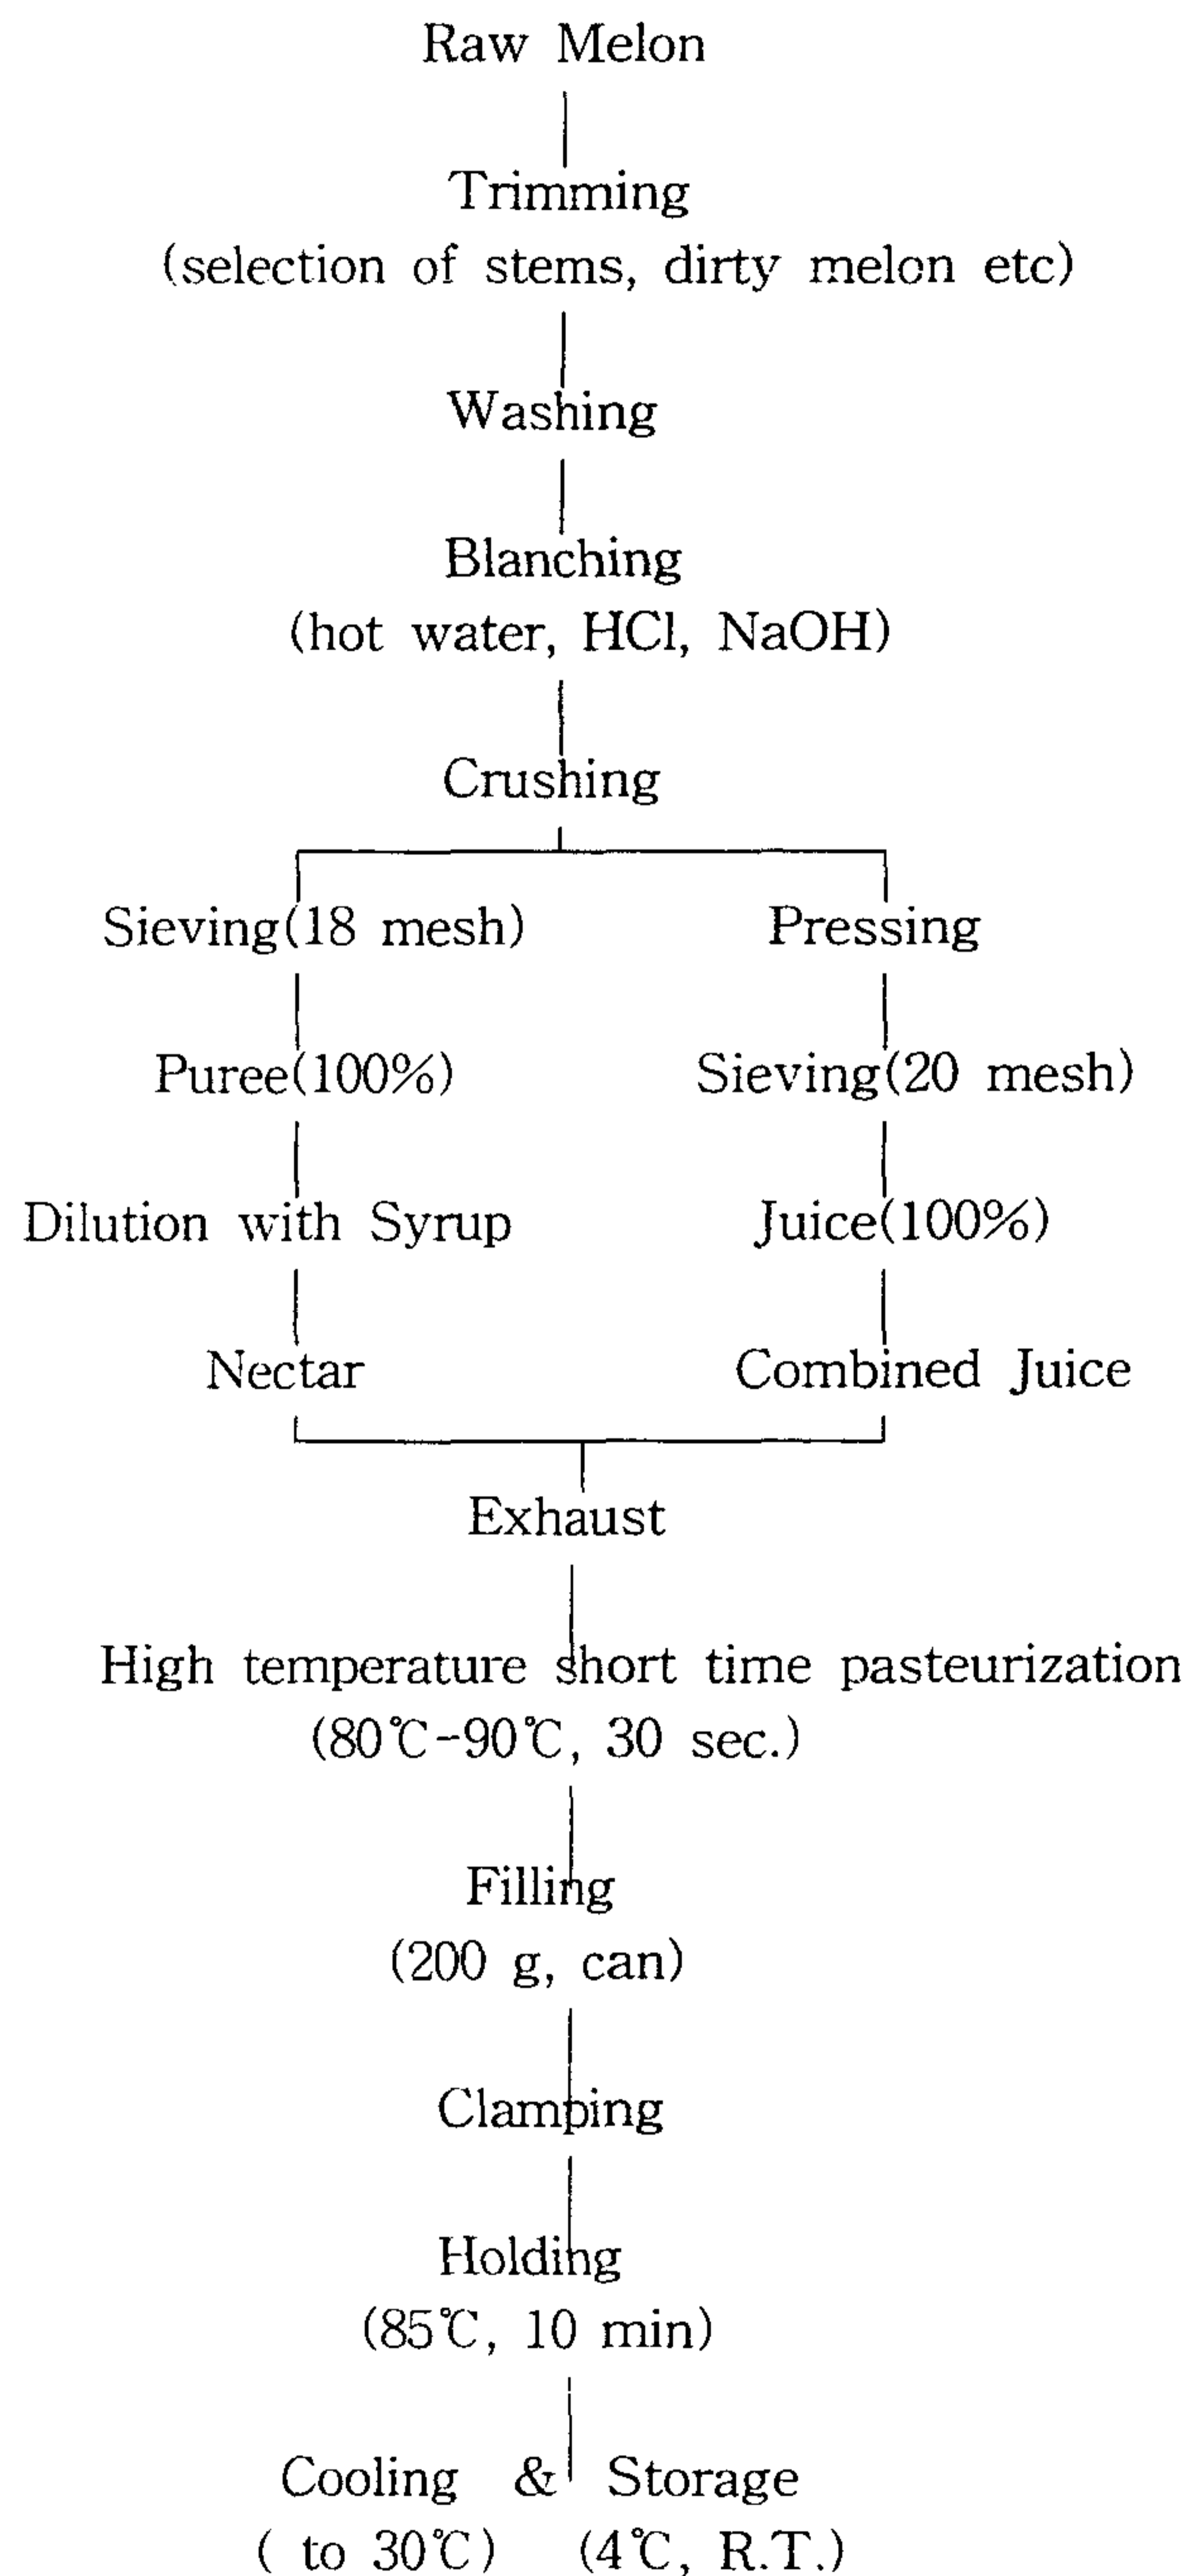 Raw Melon
Trimming
(selection of stems, dirty melon etc)
Washing
Blanching
(hot water, HCl, NaOH)
Crushing
Sieving(18 mesh) Pressing
Puree(100%) Sieving(20 mesh)
Dilution with Syrup Juice(100%)
Nectar Combined Juice
Exhaust
High temperature short time pasteurization
(80℃-90℃, 30 sec.)
Filling
(200 g, can)
Clamping
Holding
(85℃, 10 min)
Cooling & Storage
( to 30℃) (4℃, R.T.)